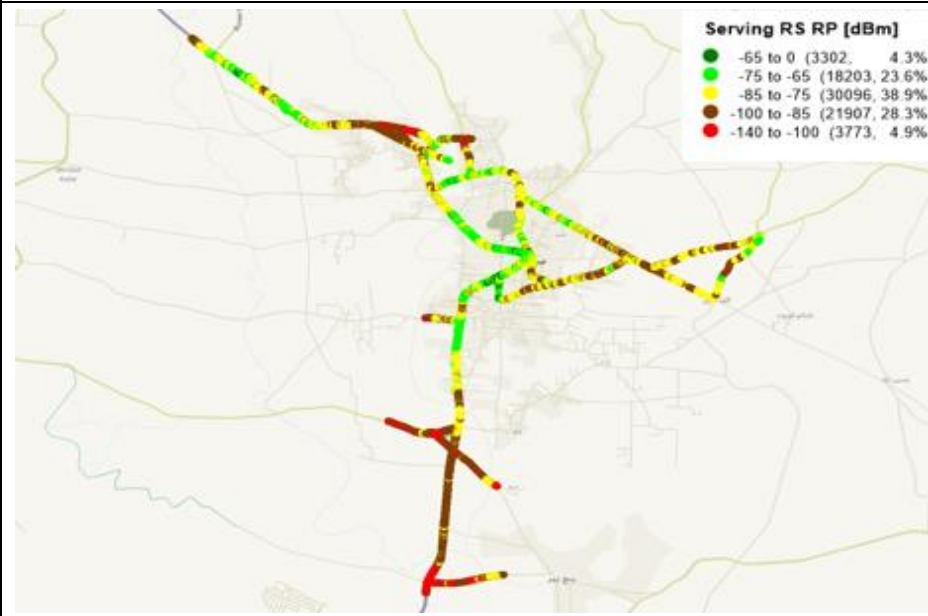 Serving RS RP [dBm]
-65 to 0 (3302, 4.3%
-75 to -65 (18203, 23.6%
-85 to -75 (30096, 38.9%
-100 to -85 (21907, 28.3%
-140 to -100 (3773, 4.9%